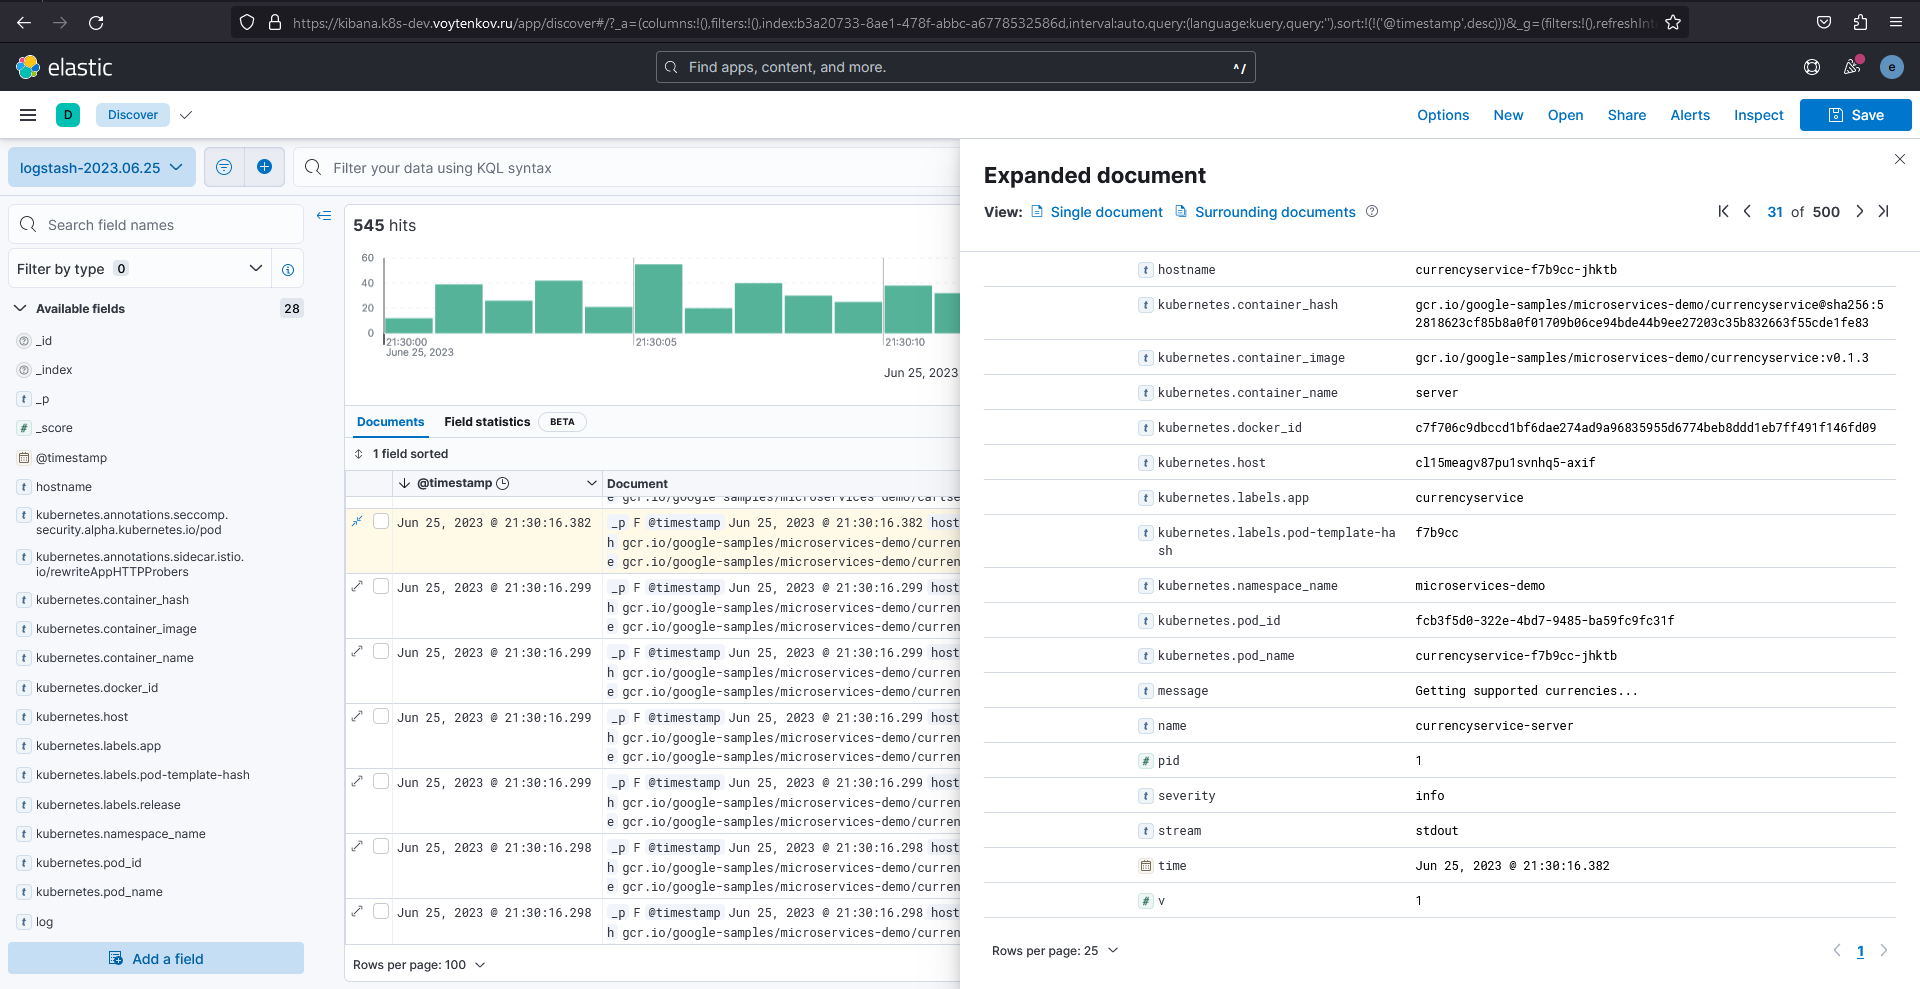 https://kibana.k8s-dev.voytenkov.ru/app/discover#/?_a=(columns:!(),filters:!(),index:b3a20733-8ae1-478f-abbc-a6778532586d,interval:auto,query:(language:kuery,query:''),sort:!(!('@timestamp',desc)))&_g=(filters:!(),refreshInt
elastic
Find apps, content, and more.
^/
e
D
Discover
Options
New
Open
Share
Alerts
Inspect
Save
logstash-2023.06.25
Filter your data using KQL syntax
Search field names
Filter by type 0
Available fields 28
_id
_index
_p
_score
@timestamp
hostname
kubernetes.annotations.seccomp.
security.alpha.kubernetes.io/pod
kubernetes.annotations.sidecar.istio.
io/rewriteAppHTTPProbers
kubernetes.container_hash
kubernetes.container_image
kubernetes.container_name
kubernetes.docker_id
kubernetes.host
kubernetes.labels.app
kubernetes.labels.pod-template-hash
kubernetes.labels.release
kubernetes.namespace_name
kubernetes.pod_id
kubernetes.pod_name
log
Add a field
545 hits
60
40
20
0
21:30:00
June 25, 2023
21:30:05
21:30:10
Jun 25, 2023
Documents
Field statistics
BETA
1 field sorted
@timestamp
Document
e gcr.io/google-samples/microservices-demo/cartse
Jun 25, 2023 @ 21:30:16.382
_p F @timestamp Jun 25, 2023 @ 21:30:16.382 host
h gcr.io/google-samples/microservices-demo/curren
e gcr.io/google-samples/microservices-demo/curren
Jun 25, 2023 @ 21:30:16.299
_p F @timestamp Jun 25, 2023 @ 21:30:16.299 host
h gcr.io/google-samples/microservices-demo/curren
e gcr.io/google-samples/microservices-demo/curren
Jun 25, 2023 @ 21:30:16.299
_p F @timestamp Jun 25, 2023 @ 21:30:16.299 host
h gcr.io/google-samples/microservices-demo/curren
e gcr.io/google-samples/microservices-demo/curren
Jun 25, 2023 @ 21:30:16.299
_p F @timestamp Jun 25, 2023 @ 21:30:16.299 host
h gcr.io/google-samples/microservices-demo/curren
e gcr.io/google-samples/microservices-demo/curren
Jun 25, 2023 @ 21:30:16.299
_p F @timestamp Jun 25, 2023 @ 21:30:16.299 host
h gcr.io/google-samples/microservices-demo/curren
e gcr.io/google-samples/microservices-demo/curren
Jun 25, 2023 @ 21:30:16.298
_p F @timestamp Jun 25, 2023 @ 21:30:16.298 host
h gcr.io/google-samples/microservices-demo/curren
e gcr.io/google-samples/microservices-demo/curren
Jun 25, 2023 @ 21:30:16.298
_p F @timestamp Jun 25, 2023 @ 21:30:16.298 host
h gcr.io/google-samples/microservices-demo/curren
Rows per page: 100
Expanded document
View: Single document Surrounding documents
31 of 500
hostname currencyservice-f7b9cc-jhktb
kubernetes.container_hash gcr.io/google-samples/microservices-demo/currencyservice@sha256:5
2818623cf85b8a0f01709b06ce94bde44b9ee27203c35b832663f55cde1fe83
kubernetes.container_image gcr.io/google-samples/microservices-demo/currencyservice:v0.1.3
kubernetes.container_name server
kubernetes.docker_id c7f706c9dbccd1bf6dae274ad9a96835955d6774beb8ddd1eb7ff491f146fd09
kubernetes.host cl15meagv87pu1svnhq5-axif
kubernetes.labels.app currencyservice
kubernetes.labels.pod-template-ha f7b9cc
sh
kubernetes.namespace_name microservices-demo
kubernetes.pod_id fcb3f5d0-322e-4bd7-9485-ba59fc9fc31f
kubernetes.pod_name currencyservice-f7b9cc-jhktb
message Getting supported currencies...
name currencyservice-server
pid 1
severity info
stream stdout
time Jun 25, 2023 @ 21:30:16.382
v 1
Rows per page: 25
1